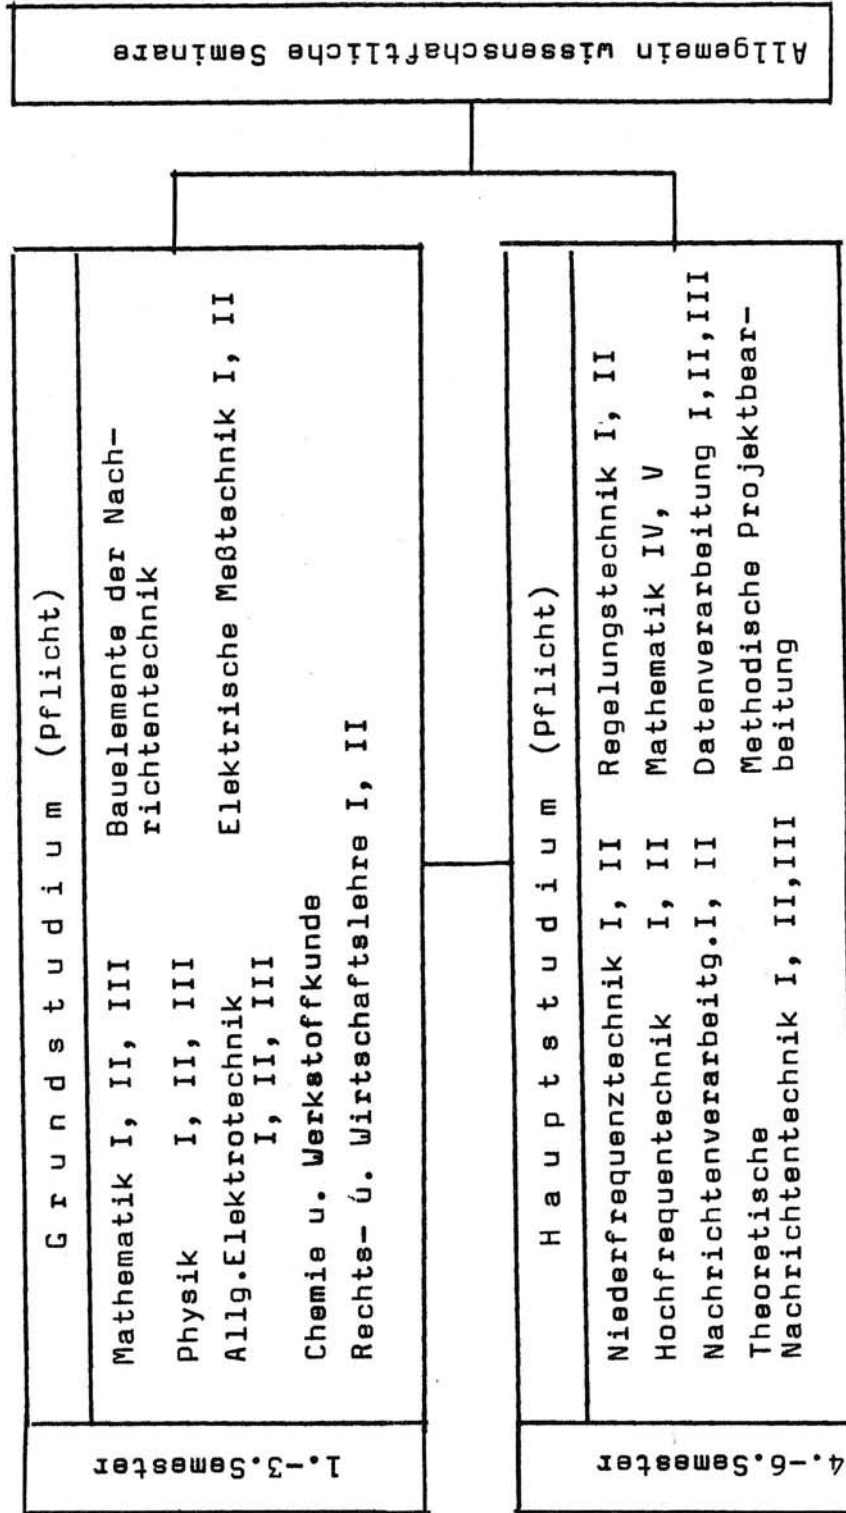 G r u n d s t u d i u m (Pflicht)
1.-3.Semester
Mathematik I, II, III
Physik I, II, III
Allg.Elektrotechnik
I, II, III
Chemie u. Werkstoffkunde
Rechts- u. Wirtschaftslehre I, II
Bauelemente der Nach-
richtentechnik
Elektrische Meßtechnik I, II
H a u p t s t u d i u m (Pflicht)
4.-6.Semester
Niederfrequenztechnik I, II
Hochfrequentechnik I, II
Nachrichtenverarbeitg.I, II
Theoretische
Nachrichtentechnik I, II,III
Regelungstechnik I, II
Mathematik IV, V
Datenverarbeitung I,II,III
Methodische Projektbear-
beitung
Allgemein wissenschaftliche Seminare